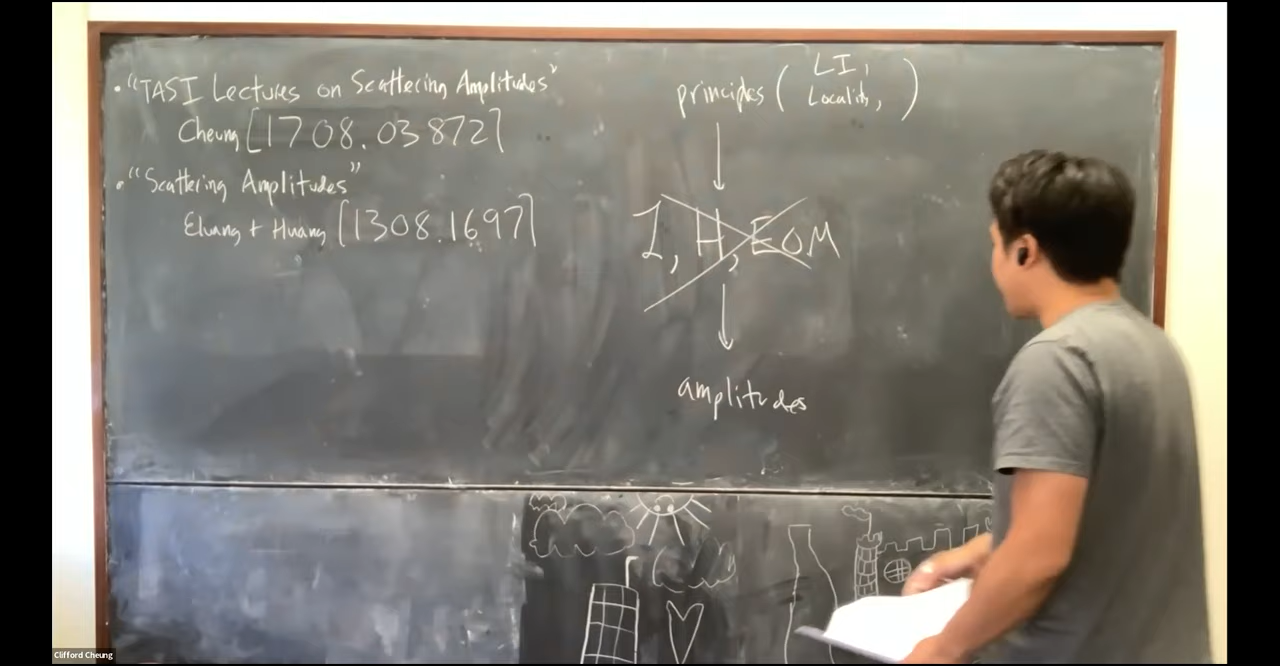 • "TASI Lectures on Scattering Amplitudes"
Cheung [1708.03872]
• "Scattering Amplitudes"
Elvang + Huang [1308.1697]
principles ( LI,
Locality, )
L, H, EOM
amplitudes
Clifford Cheung